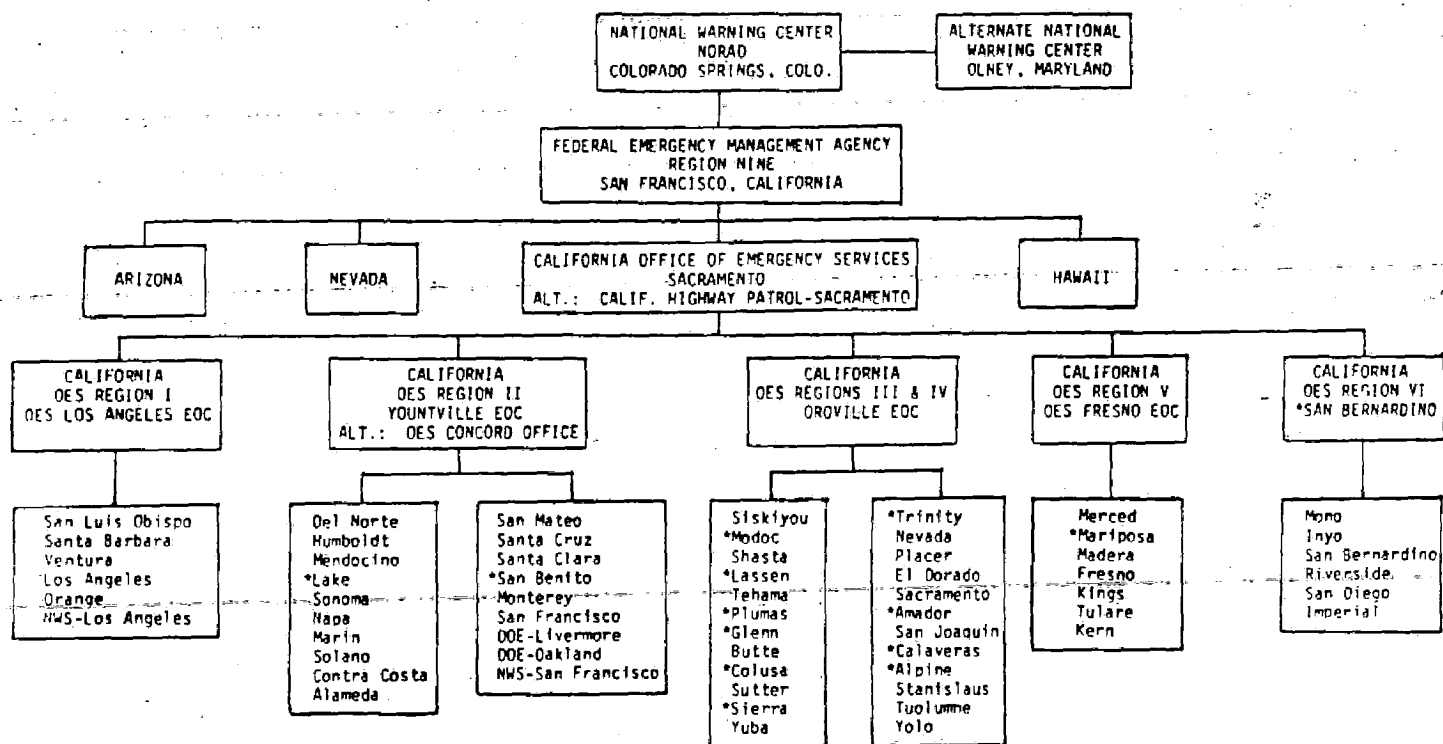 NATIONAL WARNING CENTER
NORAD
COLORADO SPRINGS, COLO.
ALTERNATE NATIONAL
WARNING CENTER
OLNEY, MARYLAND
FEDERAL EMERGENCY MANAGEMENT AGENCY
REGION NINE
SAN FRANCISCO, CALIFORNIA
ARIZONA
NEVADA
CALIFORNIA OFFICE OF EMERGENCY SERVICES
SACRAMENTO
ALT.: CALIF. HIGHWAY PATROL-SACRAMENTO
HAWAII
CALIFORNIA
OES REGION I
OES LOS ANGELES EOC
CALIFORNIA
OES REGION II
YOUNTVILLE EOC
ALT.: OES CONCORD OFFICE
CALIFORNIA
OES REGIONS III & IV
OROVILLE EOC
CALIFORNIA
OES REGION V
OES FRESNO EOC
CALIFORNIA
OES REGION VI
*SAN BERNARDINO
San Luis Obispo
Santa Barbara
Ventura
Los Angeles
Orange
NWS-Los Angeles
Del Norte
Humboldt
Mendocino
*Lake
Sonoma
Napa
Marin
Solano
Contra Costa
Alameda
San Mateo
Santa Cruz
Santa Clara
*San Benito
Monterey
San Francisco
DOE-Livermore
DOE-Oakland
NWS-San Francisco
Siskiyou
*Modoc
Shasta
*Lassen
Tehama
*Plumas
*Glenn
Butte
*Colusa
Sutter
*Sierra
Yuba
*Trinity
Nevada
Placer
El Dorado
Sacramento
*Amador
San Joaquin
*Calaveras
*Alpine
Stanislaus
Tuolumne
Yolo
Merced
*Mariposa
Madera
Fresno
Kings
Tulare
Kern
Mono
Inyo
San Bernardino
Riverside
San Diego
Imperial